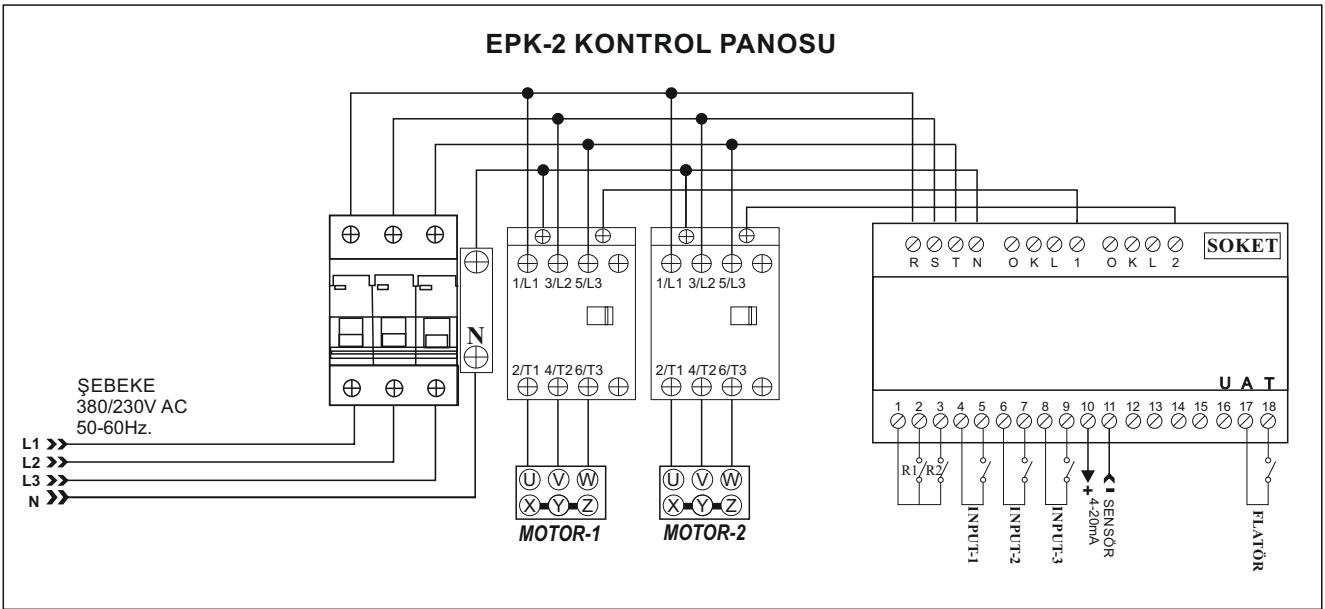 EPK-2 KONTROL PANOSU
SOKET
R S T N O K L 1 O K L 2
1/L1 3/L2 5/L3
1/L1 3/L2 5/L3
N
2/T1 4/T2 6/T3
2/T1 4/T2 6/T3
U A T
1 2 3 4 5 6 7 8 9 10 11 12 13 14 15 16 17 18
ŞEBEKE
380/230V AC
50-60Hz.
L1
L2
L3
N
U V W
X Y Z
MOTOR-1
U V W
X Y Z
MOTOR-2
R1 R2
INPUT-1
INPUT-2
INPUT-3
+ 4-20mA
- SENSÖR
FLATÖR